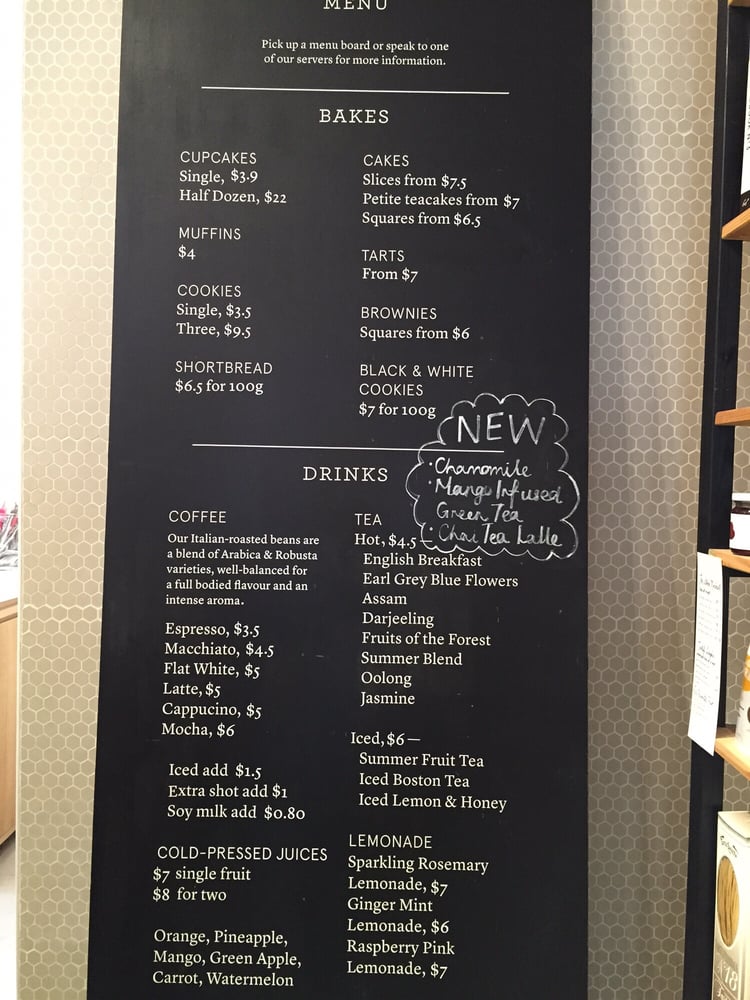 MENU
Pick up a menu board or speak to one
of our servers for more information.
BAKES
CUPCAKES
Single, $3.9
Half Dozen, $22
MUFFINS
$4
COOKIES
Single, $3.5
Three, $9.5
SHORTBREAD
$6.5 for 100g
CAKES
Slices from $7.5
Petite teacakes from $7
Squares from $6.5
TARTS
From $7
BROWNIES
Squares from $6
BLACK & WHITE
COOKIES
$7 for 100g
NEW
· Chamomile
· Mango Infused
Green Tea
· Chai Tea Latte
DRINKS
COFFEE
Our Italian-roasted beans are
a blend of Arabica & Robusta
varieties, well-balanced for
a full bodied flavour and an
intense aroma.
Espresso, $3.5
Macchiato, $4.5
Flat White, $5
Latte, $5
Cappucino, $5
Mocha, $6
Iced add $1.5
Extra shot add $1
Soy milk add $0.80
COLD-PRESSED JUICES
$7 single fruit
$8 for two
Orange, Pineapple,
Mango, Green Apple,
Carrot, Watermelon
TEA
Hot, $4.5—
English Breakfast
Earl Grey Blue Flowers
Assam
Darjeeling
Fruits of the Forest
Summer Blend
Oolong
Jasmine
Iced, $6—
Summer Fruit Tea
Iced Boston Tea
Iced Lemon & Honey
LEMONADE
Sparkling Rosemary
Lemonade, $7
Ginger Mint
Lemonade, $6
Raspberry Pink
Lemonade, $7